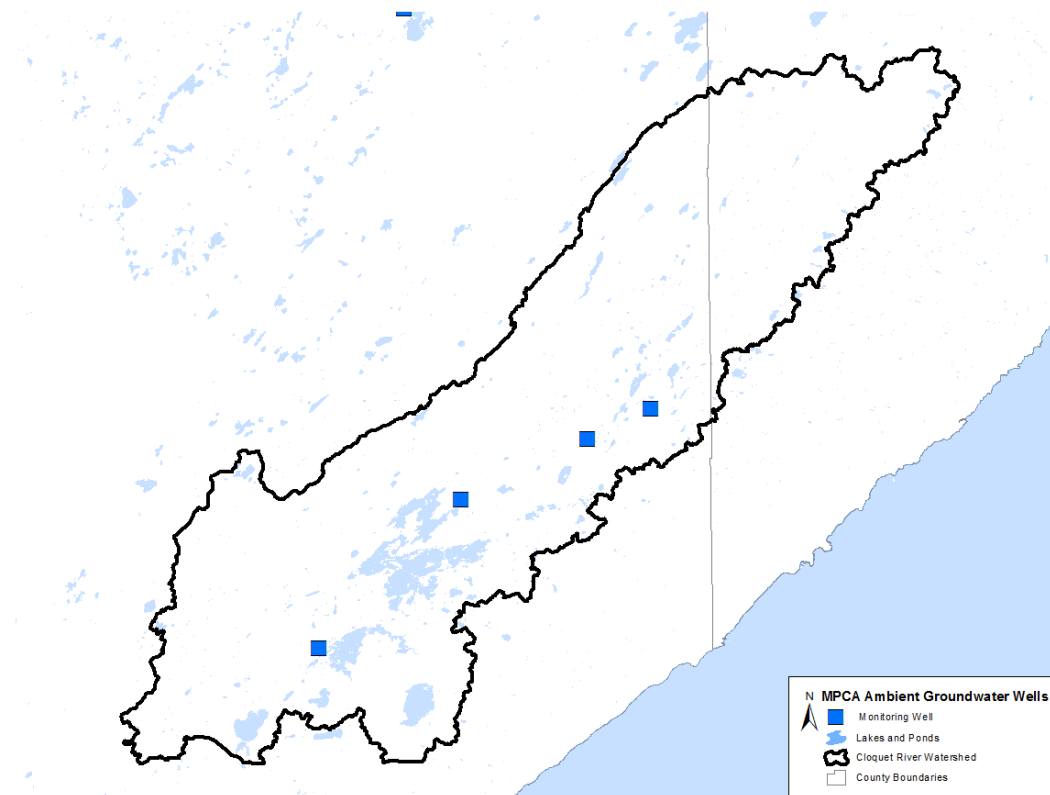 N MPCA Ambient Groundwater Wells
Monitoring Well
Lakes and Ponds
Cloquet River Watershed
County Boundaries